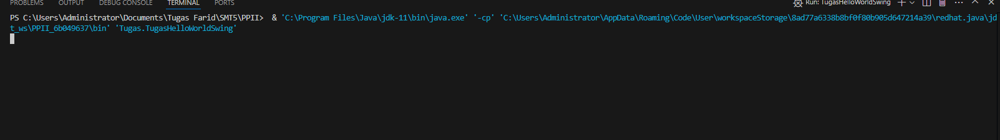 PROBLEMS OUTPUT DEBUG CONSOLE TERMINAL PORTS
Run: TugasHelloWorldSwing
PS C:\Users\Administrator\Documents\Tugas Farid\SMT5\PPII>  & 'C:\Program Files\Java\jdk-11\bin\java.exe' '-cp' 'C:\Users\Administrator\AppData\Roaming\Code\User\workspaceStorage\8ad77a6338b8bf0f80b905d647214a39\redhat.java\jd
t_ws\PPII_6b049637\bin' 'Tugas.TugasHelloWorldSwing'